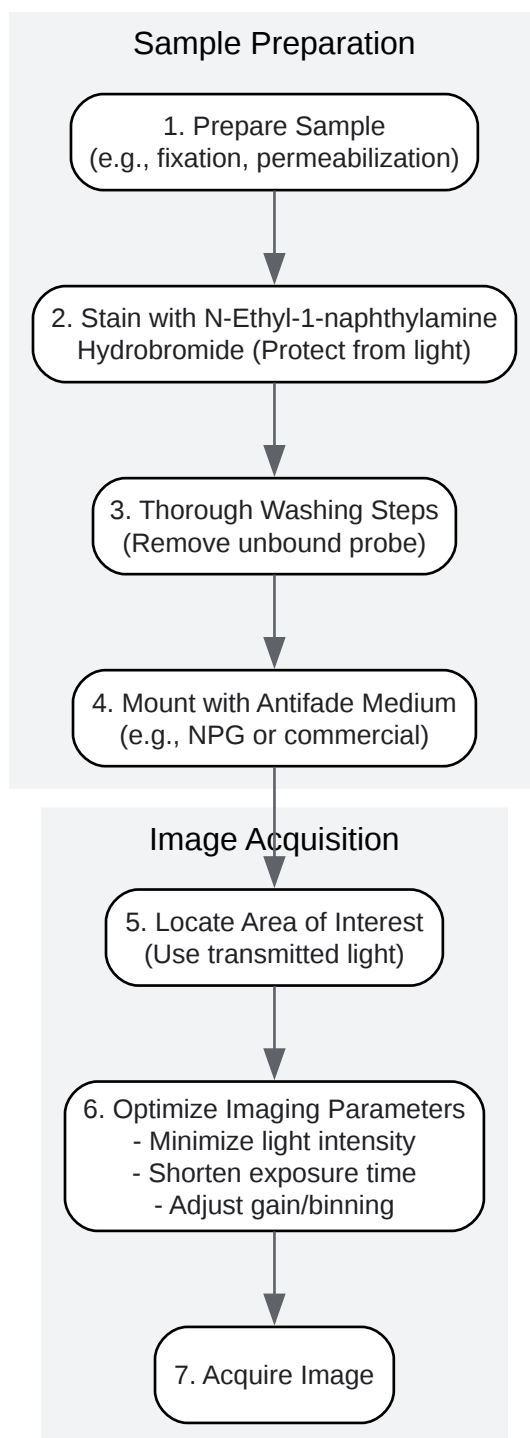 Sample Preparation
1. Prepare Sample
(e.g., fixation, permeabilization)
2. Stain with N-Ethyl-1-naphthylamine
Hydrobromide (Protect from light)
3. Thorough Washing Steps
(Remove unbound probe)
4. Mount with Antifade Medium
(e.g., NPG or commercial)
Image Acquisition
5. Locate Area of Interest
(Use transmitted light)
6. Optimize Imaging Parameters
- Minimize light intensity
- Shorten exposure time
- Adjust gain/binning
7. Acquire Image